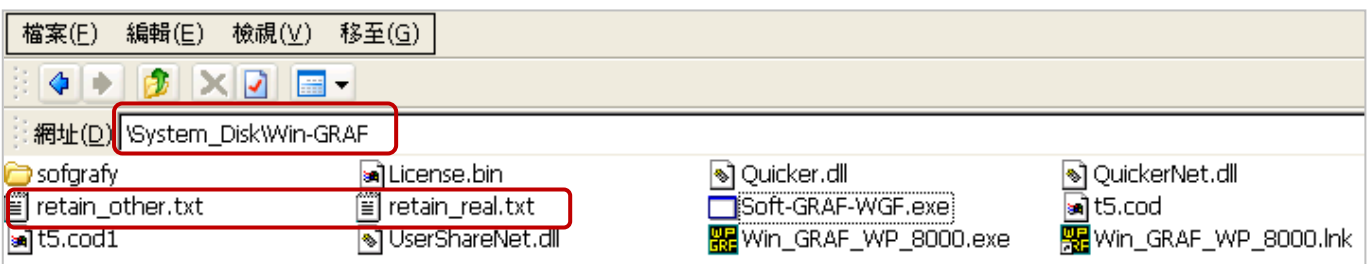 檔案(F) 編輯(E) 檢視(V) 移至(G)
網址(D) \System_Disk\Win-GRAF
sofgrafy License.bin Quicker.dll QuickerNet.dll
retain_other.txt retain_real.txt Soft-GRAF-WGF.exe t5.cod
t5.cod1 UserShareNet.dll Win_GRAF_WP_8000.exe Win_GRAF_WP_8000.lnk